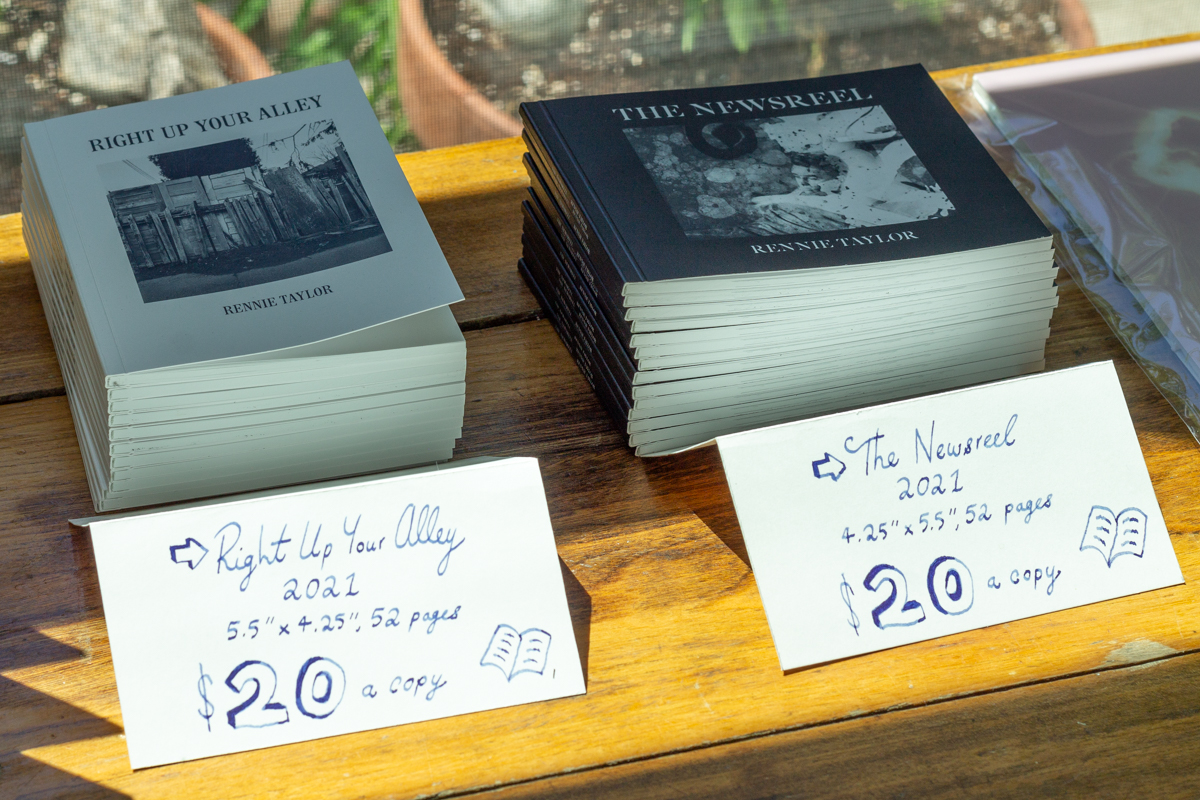 RIGHT UP YOUR ALLEY
RENNIE TAYLOR
THE NEWSREEL
RENNIE TAYLOR
Right Up Your Alley
2021
5.5" x 4.25", 52 pages
$20 a copy
The Newsreel
2021
4.25" x 5.5", 52 pages
$20 a copy